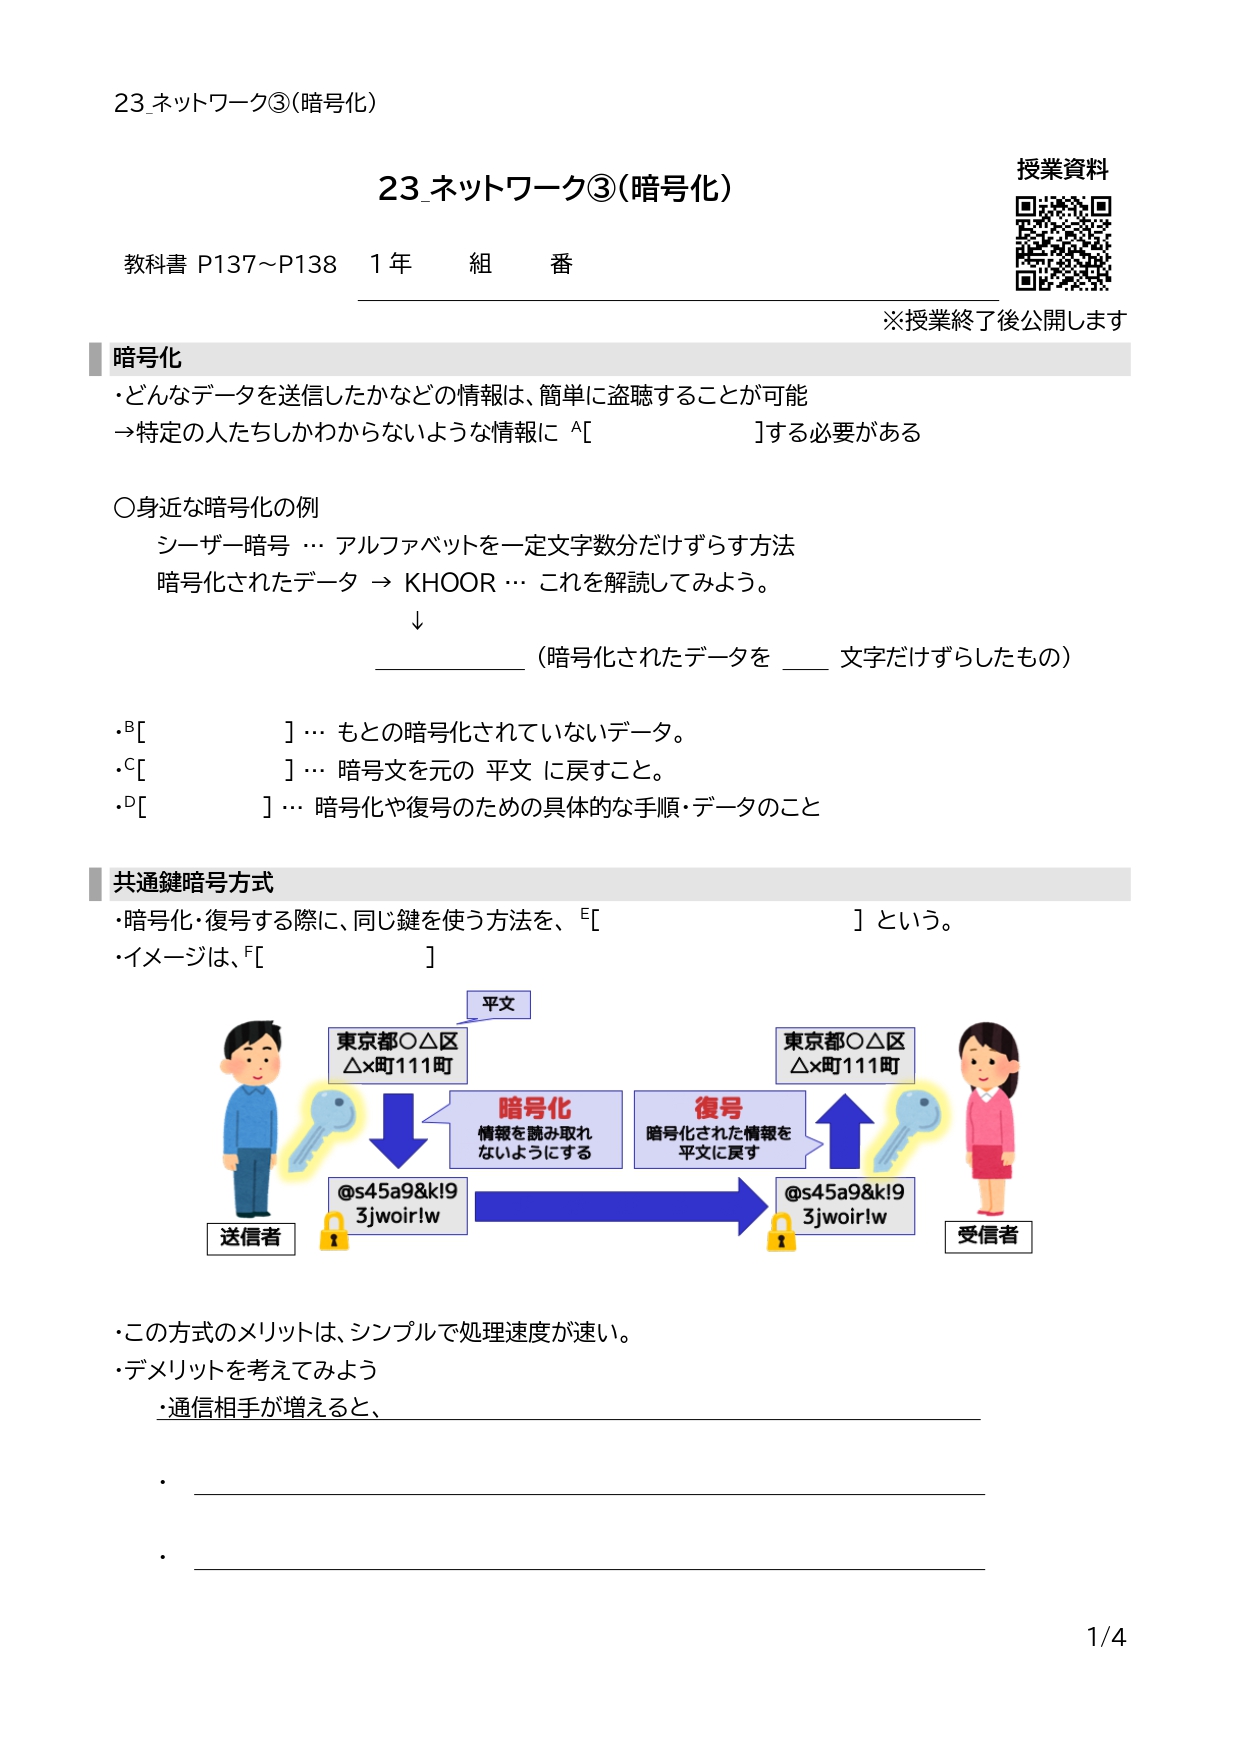 23_ネットワーク③(暗号化)
授業資料
23_ネットワーク③(暗号化)
教科書 P137～P138 1年 組 番
※授業終了後公開します
暗号化
・どんなデータを送信したかなどの情報は、簡単に盗聴することが可能
→特定の人たちしかわからないような情報に A[ ]する必要がある
〇身近な暗号化の例
シーザー暗号 … アルファベットを一定文字数分だけずらす方法
暗号化されたデータ → KHOOR … これを解読してみよう。
↓
____________ （暗号化されたデータを ____ 文字だけずらしたもの）
・B[ ] … もとの暗号化されていないデータ。
・C[ ] … 暗号文を元の 平文 に戻すこと。
・D[ ] … 暗号化や復号のための具体的な手順・データのこと
共通鍵暗号方式
・暗号化・復号する際に、同じ鍵を使う方法を、 E[ ] という。
・イメージは、F[ ]
平文
東京都〇△区
△×町111町
東京都〇△区
△×町111町
暗号化
情報を読み取れ
ないようにする
復号
暗号化された情報を
平文に戻す
@s45a9&k!9
3jwoir!w
@s45a9&k!9
3jwoir!w
送信者
受信者
・この方式のメリットは、シンプルで処理速度が速い。
・デメリットを考えてみよう
・通信相手が増えると、
・
・
1/4